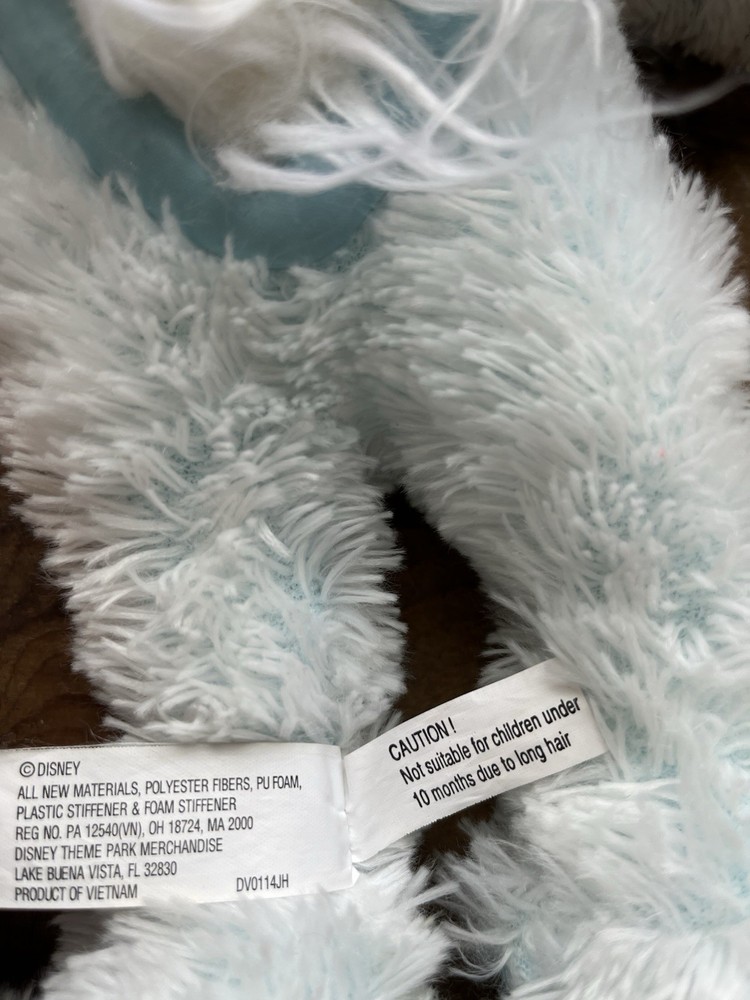 © DISNEY
ALL NEW MATERIALS, POLYESTER FIBERS, PU FOAM,
PLASTIC STIFFENER & FOAM STIFFENER
REG NO. PA 12540(VN), OH 18724, MA 2000
DISNEY THEME PARK MERCHANDISE
LAKE BUENA VISTA, FL 32830
PRODUCT OF VIETNAM DV0114JH
CAUTION !
Not suitable for children under
10 months due to long hair